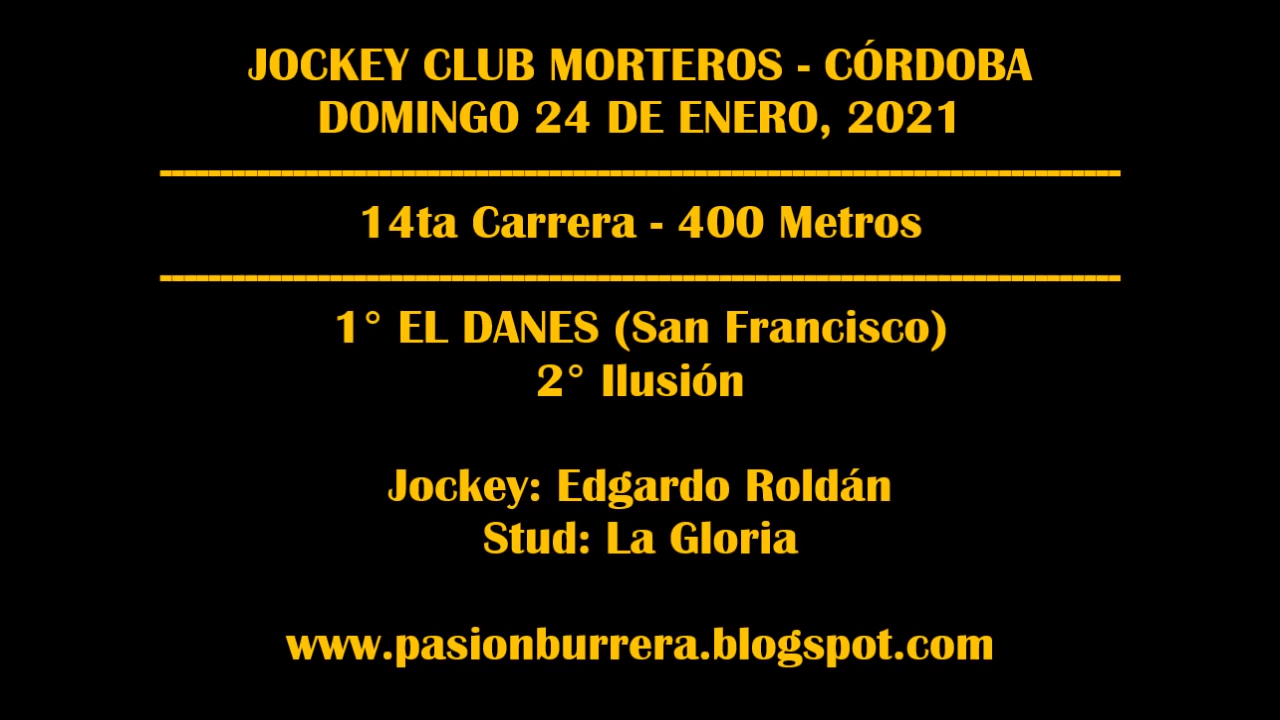 JOCKEY CLUB MORTEROS - CÓRDOBA
DOMINGO 24 DE ENERO, 2021
--------------------------------------------------------------------------------
14ta Carrera - 400 Metros
--------------------------------------------------------------------------------
1° EL DANES (San Francisco)
2° Ilusión
Jockey: Edgardo Roldán
Stud: La Gloria
www.pasionburrera.blogspot.com